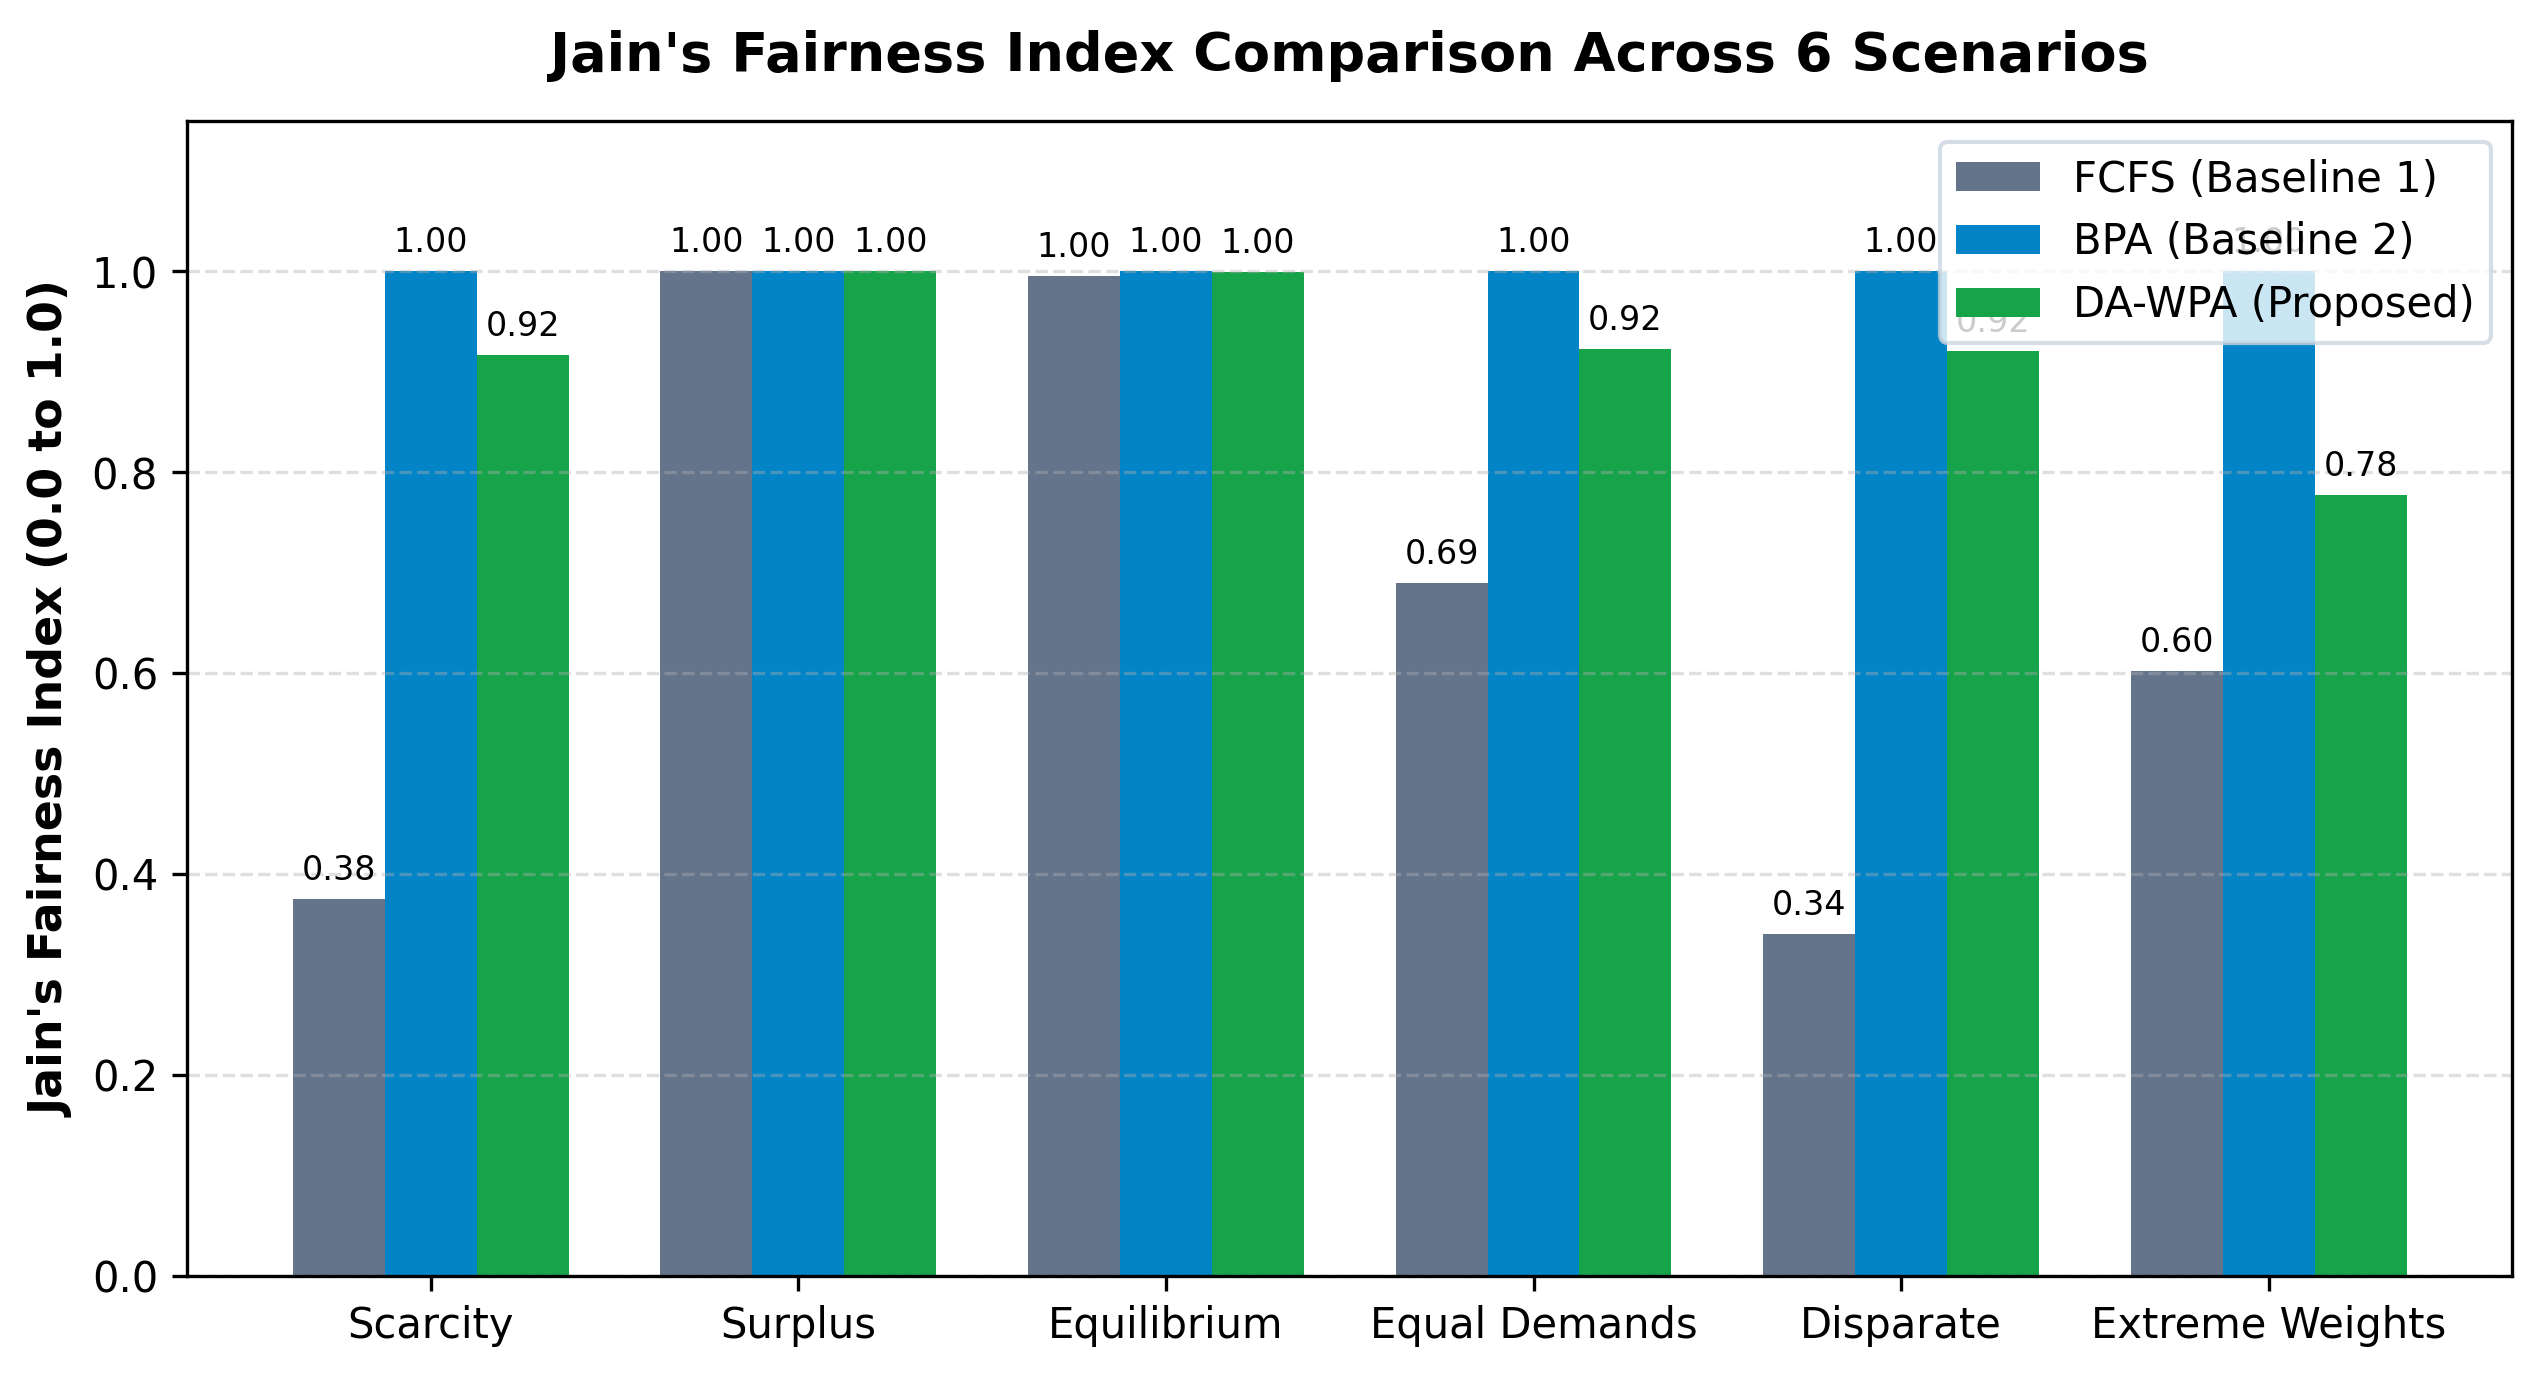 Jain's Fairness Index Comparison Across 6 Scenarios
Jain's Fairness Index (0.0 to 1.0)
FCFS (Baseline 1)
BPA (Baseline 2)
DA-WPA (Proposed)
1.0
0.8
0.6
0.4
0.2
0.0
0.38
1.00
0.92
1.00
1.00
1.00
1.00
1.00
1.00
0.69
1.00
0.92
0.34
1.00
0.92
0.60
1.00
0.78
Scarcity
Surplus
Equilibrium
Equal Demands
Disparate
Extreme Weights